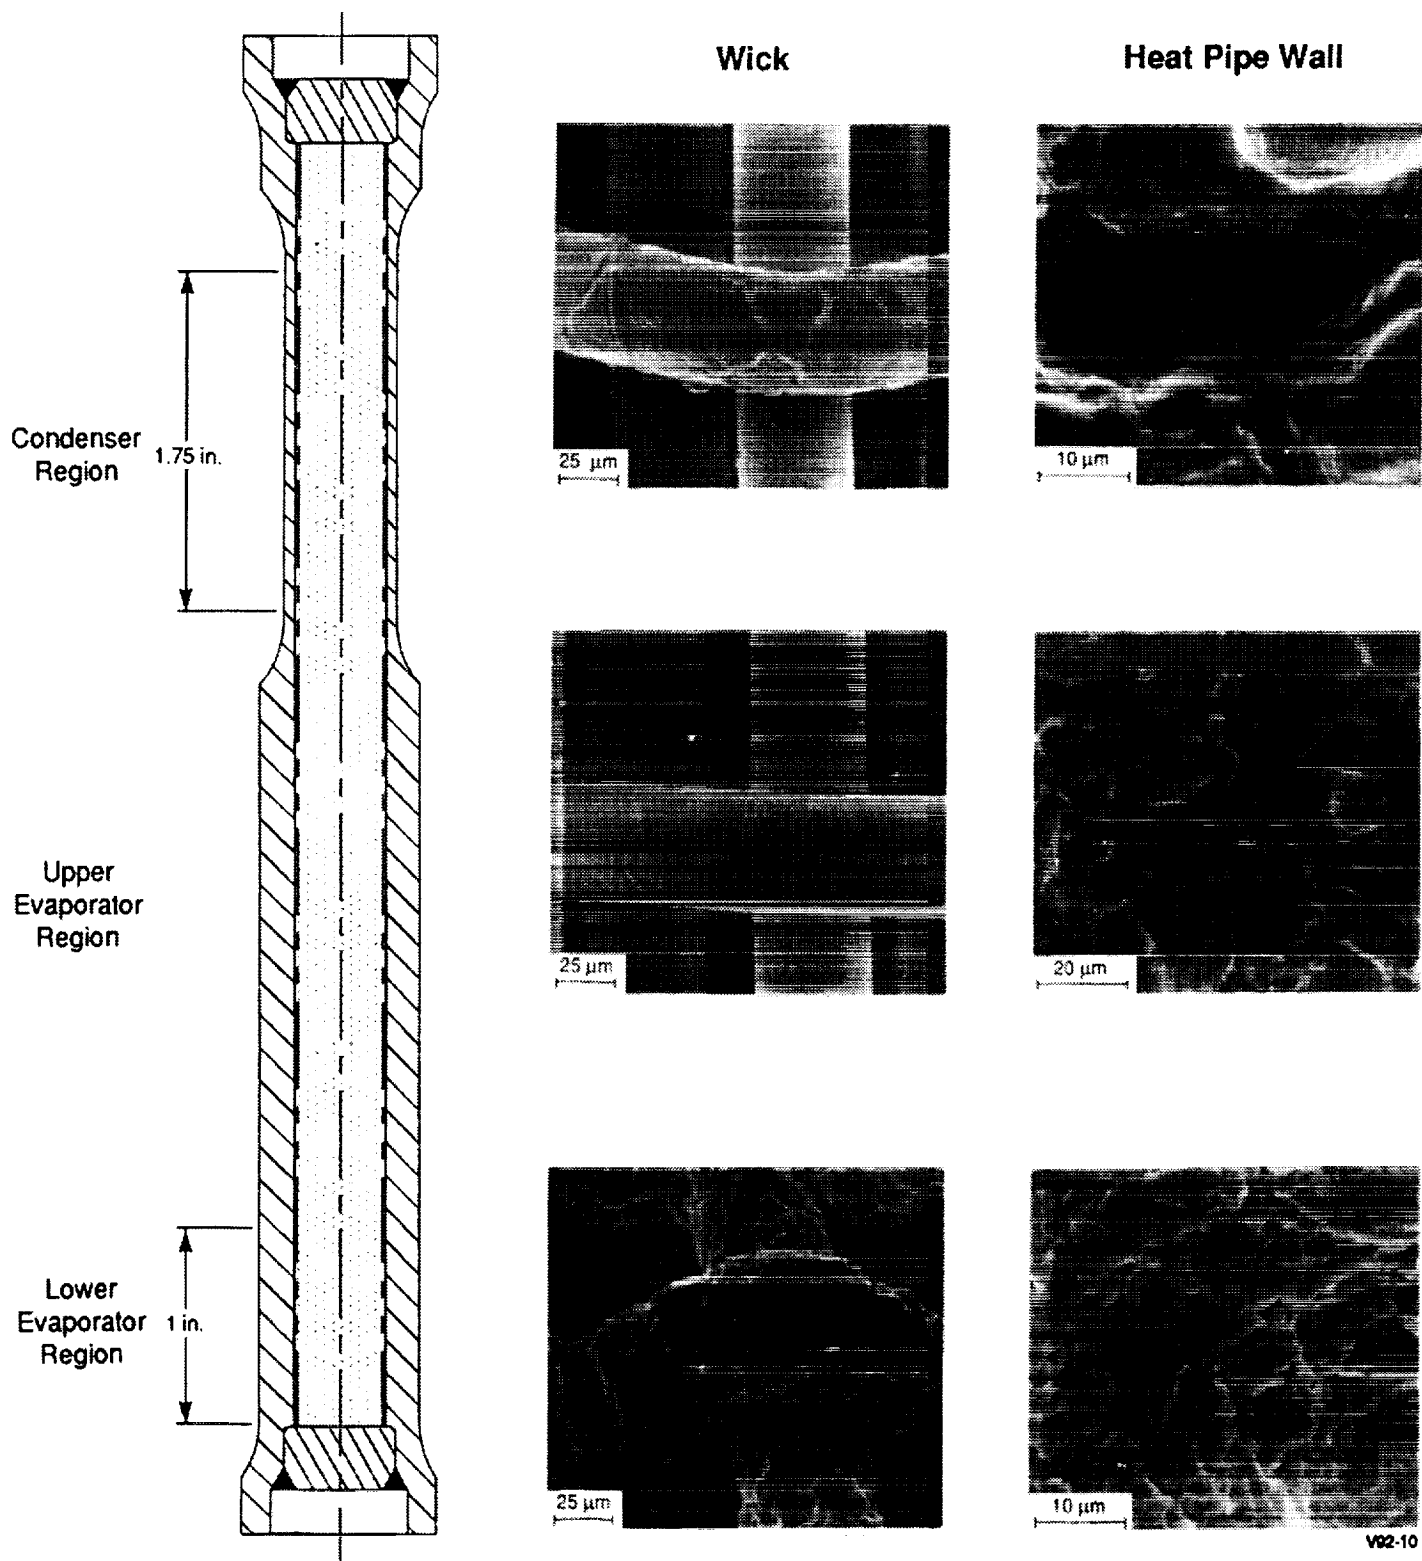 Wick
Heat Pipe Wall
25 μm
10 μm
Condenser
Region
1.75 in.
Upper
Evaporator
Region
25 μm
20 μm
Lower
Evaporator
Region
1 in.
25 μm
10 μm
V92-10